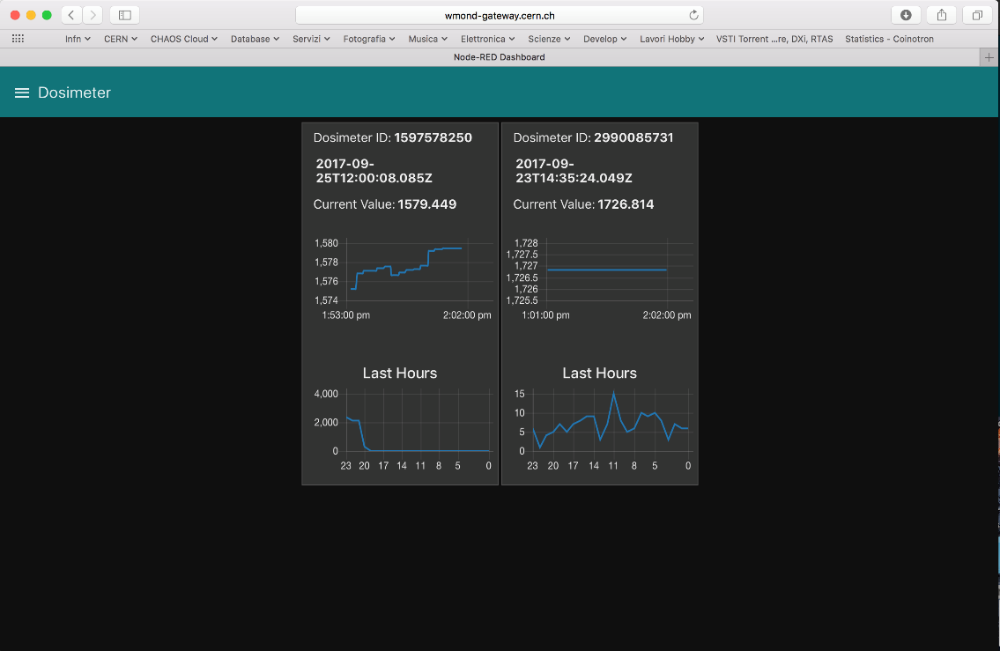 wmond-gateway.cern.ch
Infn CERN CHAOS Cloud Database Servizi Fotografia Musica Elettronica Scienze Develop Lavori Hobby VSTI Torrent ...re, DXi, RTAS Statistics - Coinotron
Node-RED Dashboard
Dosimeter
Dosimeter ID: 1597578250
2017-09-
25T12:00:08.085Z
Current Value: 1579.449
1,580
1,578
1,576
1,574
1:53:00 pm 2:02:00 pm
Last Hours
4,000
2,000
0
23 20 17 14 11 8 5 0
Dosimeter ID: 2990085731
2017-09-
23T14:35:24.049Z
Current Value: 1726.814
1,728
1,727.5
1,727
1,726.5
1,726
1,725.5
1:01:00 pm 2:02:00 pm
Last Hours
15
10
5
0
23 20 17 14 11 8 5 0